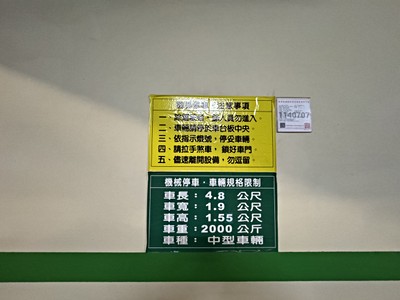 機械停車．注意事項
人員勿進入
二、車輛請停於車台板中央
三、依指示燈號，停妥車輛
四、請拉手煞車，鎖好車門
五、儘速離開設備，勿逗留
1140707
機械停車．車輛規格限制
車長：4.8 公尺
車寬：1.9 公尺
車高：1.55 公尺
車重：2000 公斤
車種：中型車輛